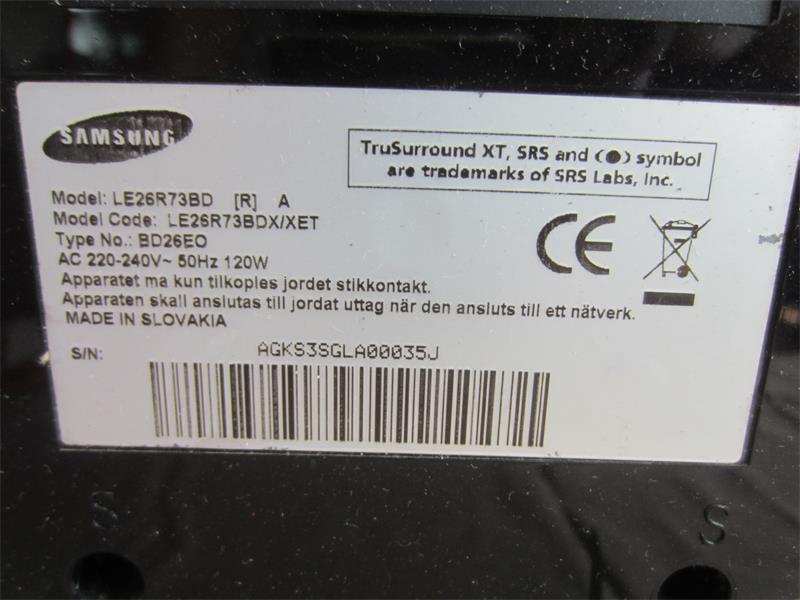 SAMSUNG
TruSurround XT, SRS and (●) symbol
are trademarks of SRS Labs, Inc.
Model: LE26R73BD [R] A
Model Code: LE26R73BDX/XET
Type No.: BD26EO
AC 220-240V~ 50Hz 120W
Apparatet ma kun tilkoples jordet stikkontakt.
Apparaten skall anslutas till jordat uttag när den ansluts till ett nätverk.
MADE IN SLOVAKIA
S/N: AGKS3SGLA00035J
CE
S S